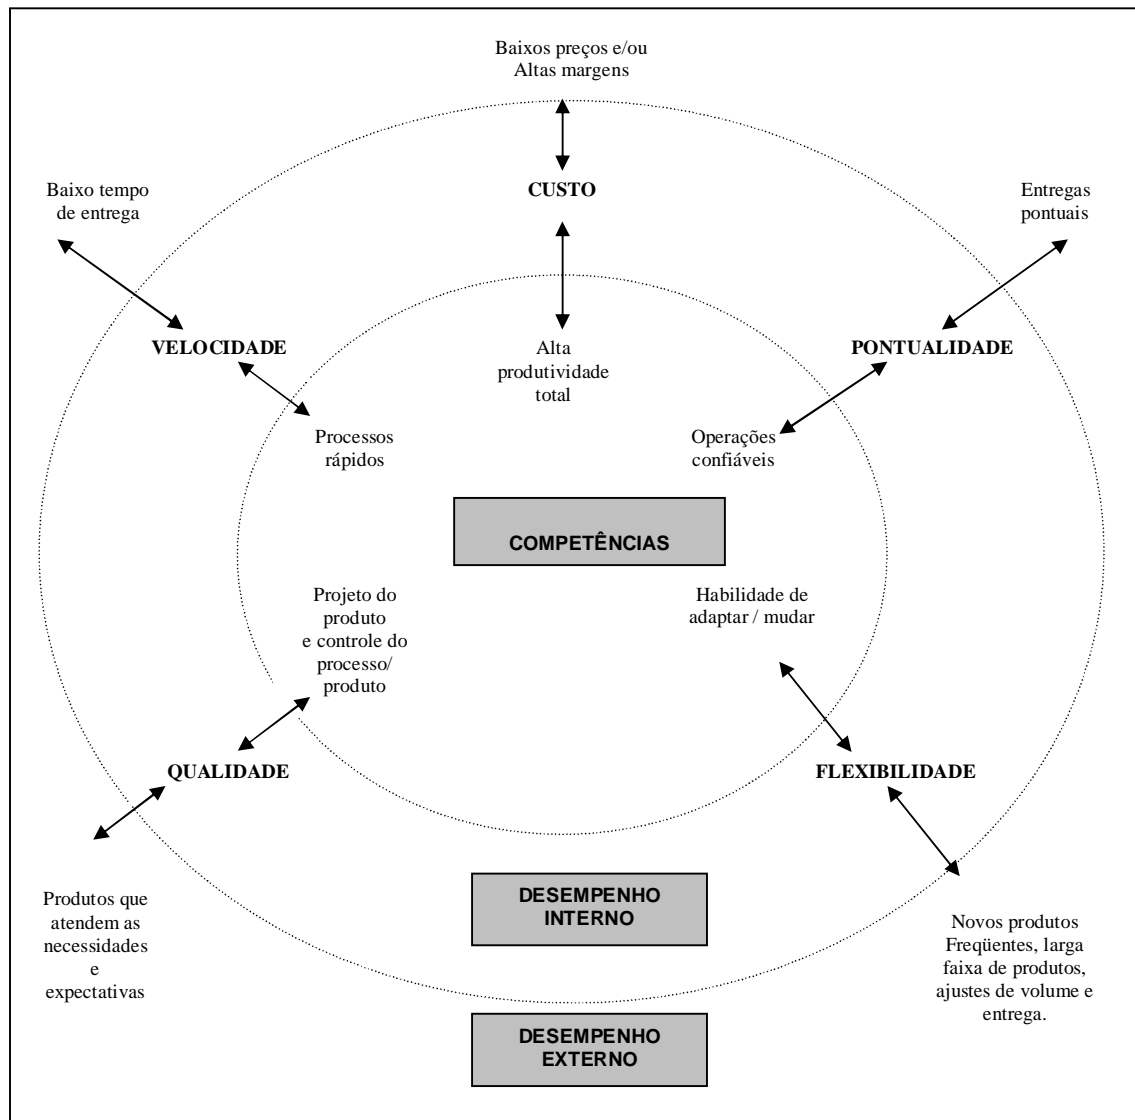 Baixos preços e/ou
Altas margens
CUSTO
Baixo tempo
de entrega
Entregas
pontuais
VELOCIDADE
PONTUALIDADE
Alta
produtividade
total
Processos
rápidos
Operações
confiáveis
COMPETÊNCIAS
Projeto do
produto
e controle do
processo/
produto
Habilidade de
adaptar / mudar
QUALIDADE
FLEXIBILIDADE
Produtos que
atendem as
necessidades
e
expectativas
DESEMPENHO
INTERNO
Novos produtos
Freqüentes, larga
faixa de produtos,
ajustes de volume e
entrega.
DESEMPENHO
EXTERNO